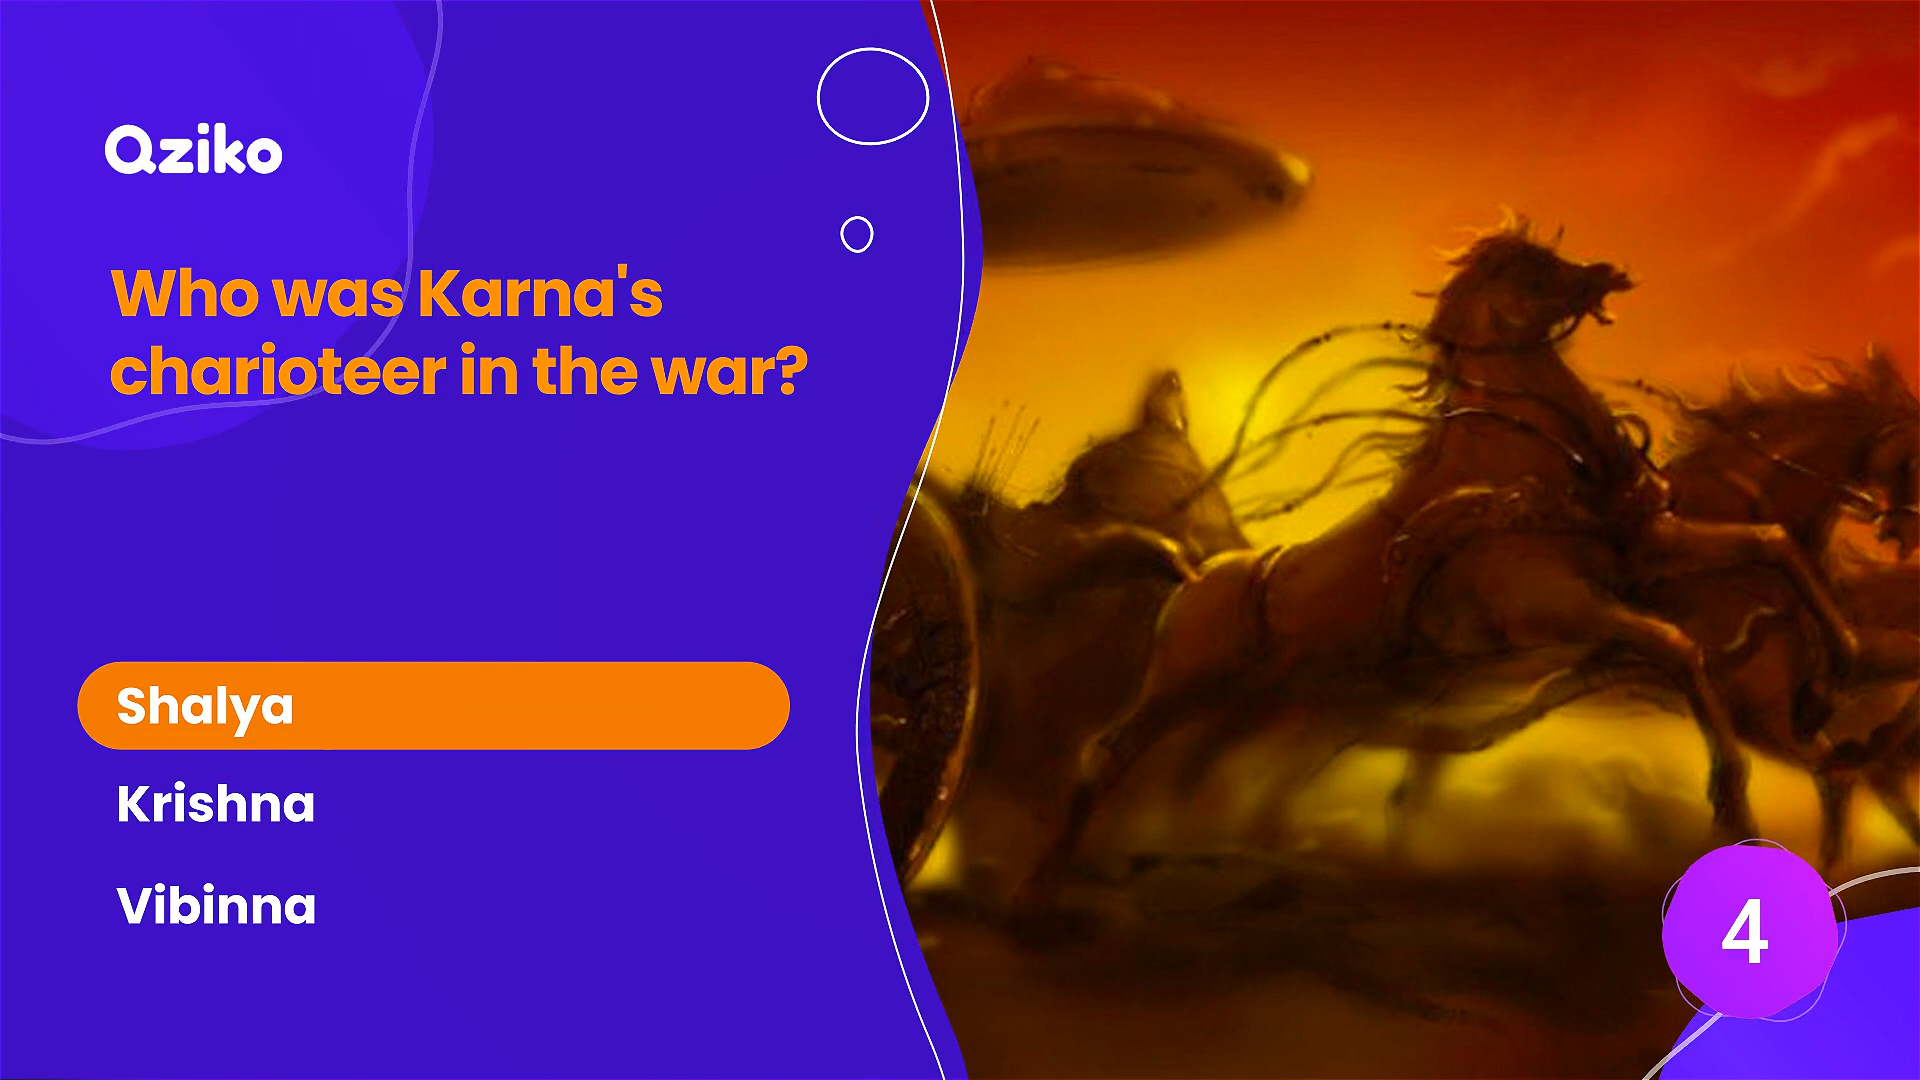 Qziko
Who was Karna's
charioteer in the war?
Shalya
Krishna
Vibinna
4